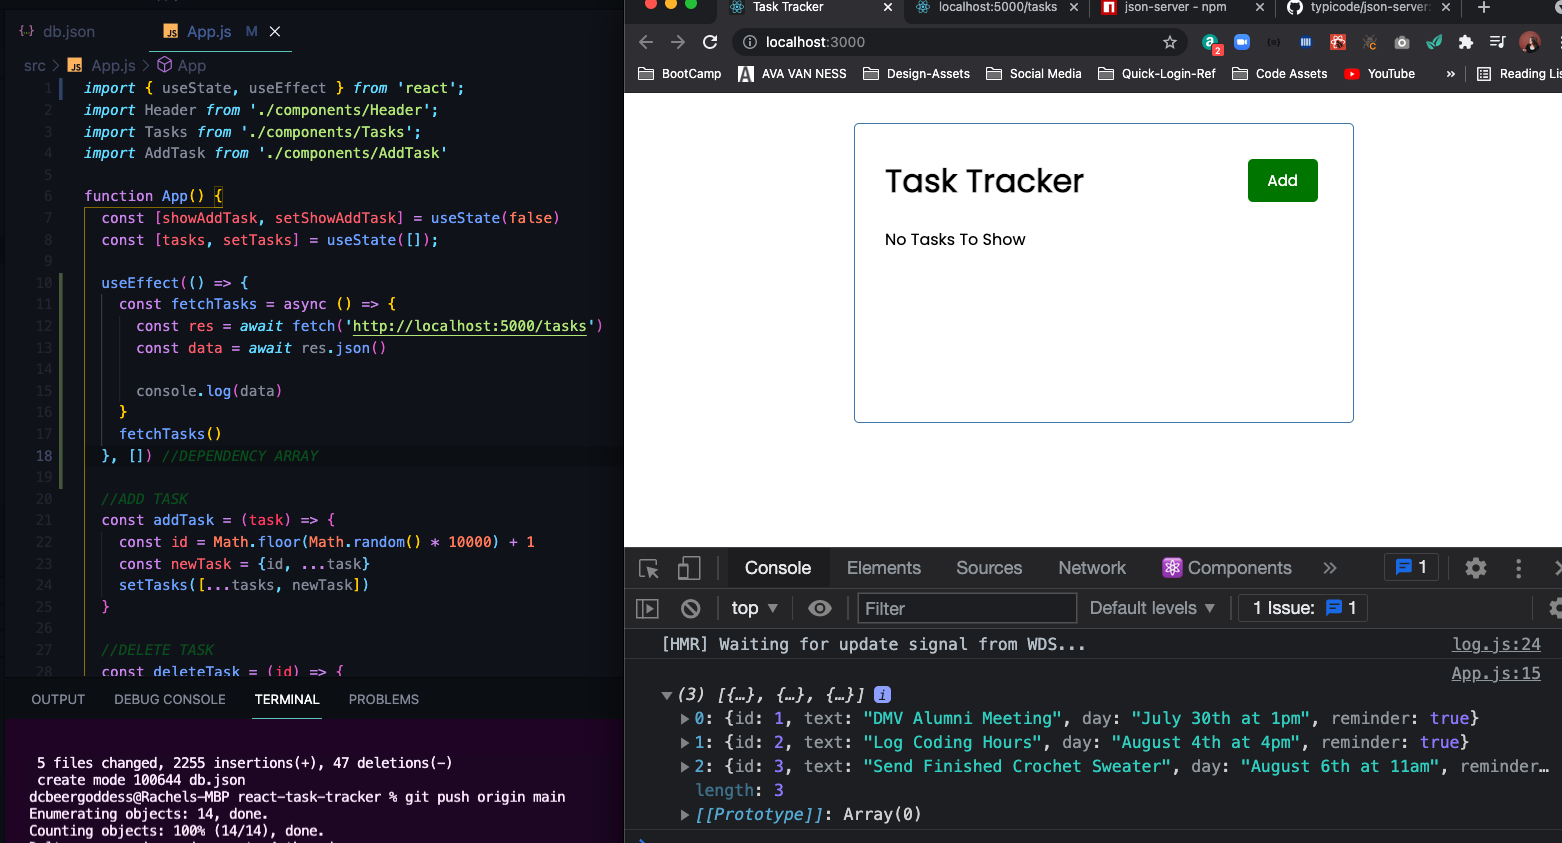 db.json
App.js M
src > App.js > App
1 import { useState, useEffect } from 'react';
2 import Header from './components/Header';
3 import Tasks from './components/Tasks';
4 import AddTask from './components/AddTask'
5
6 function App() {
7 const [showAddTask, setShowAddTask] = useState(false)
8 const [tasks, setTasks] = useState([]);
9
10 useEffect(() => {
11 const fetchTasks = async () => {
12 const res = await fetch('http://localhost:5000/tasks')
13 const data = await res.json()
14
15 console.log(data)
16 }
17 fetchTasks()
18 }, []) //DEPENDENCY ARRAY
19
20 //ADD TASK
21 const addTask = (task) => {
22 const id = Math.floor(Math.random() * 10000) + 1
23 const newTask = {id, ...task}
24 setTasks([...tasks, newTask])
25 }
26
27 //DELETE TASK
28 const deleteTask = (id) => {
OUTPUT DEBUG CONSOLE TERMINAL PROBLEMS
5 files changed, 2255 insertions(+), 47 deletions(-)
create mode 100644 db.json
dcbeergoddess@Rachels-MBP react-task-tracker % git push origin main
Enumerating objects: 14, done.
Counting objects: 100% (14/14), done.
Task Tracker
localhost:5000/tasks
json-server - npm
typicode/json-server:
localhost:3000
2
BootCamp AVA VAN NESS Design-Assets Social Media Quick-Login-Ref Code Assets YouTube » Reading Lis
Task Tracker
Add
No Tasks To Show
Console Elements Sources Network Components » 1
top Filter Default levels 1 Issue: 1
[HMR] Waiting for update signal from WDS... log.js:24
App.js:15
(3) [{…}, {…}, {…}] i
0: {id: 1, text: "DMV Alumni Meeting", day: "July 30th at 1pm", reminder: true}
1: {id: 2, text: "Log Coding Hours", day: "August 4th at 4pm", reminder: true}
2: {id: 3, text: "Send Finished Crochet Sweater", day: "August 6th at 11am", reminder…
length: 3
[[Prototype]]: Array(0)